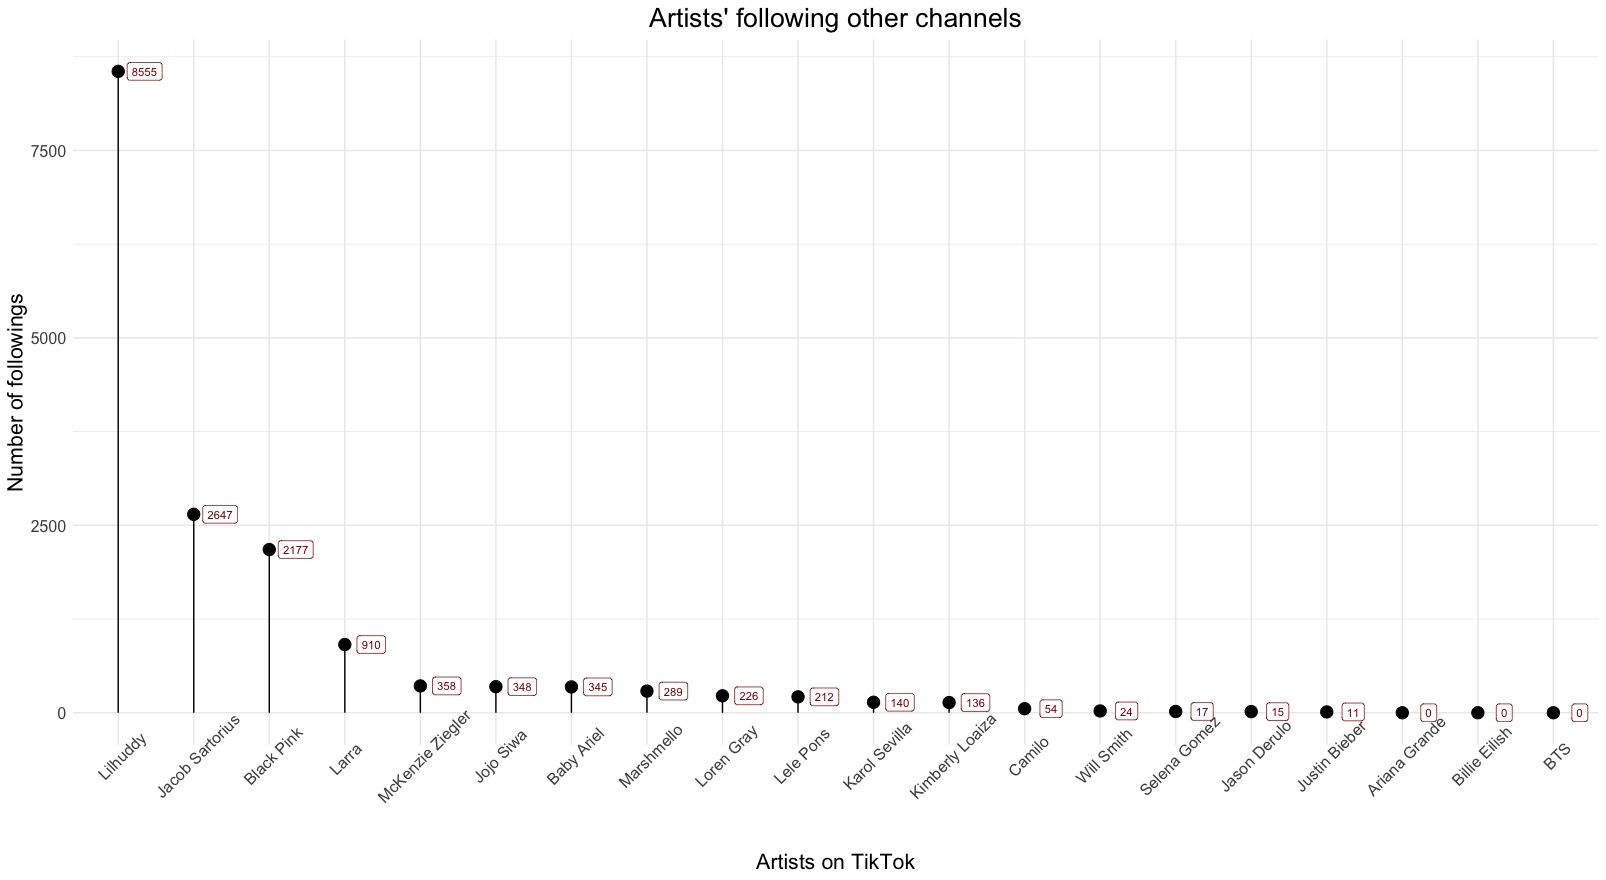 Artists' following other channels
Number of followings
7500
5000
2500
0
8555
2647
2177
910
358
348
345
289
226
212
140
136
54
24
17
15
11
0
0
0
Lilhuddy
Jacob Sartorius
Black Pink
Larra
McKenzie Ziegler
Jojo Siwa
Baby Ariel
Marshmello
Loren Gray
Lele Pons
Karol Sevilla
Kimberly Loaiza
Camilo
Will Smith
Selena Gomez
Jason Derulo
Justin Bieber
Ariana Grande
Billie Eilish
BTS
Artists on TikTok